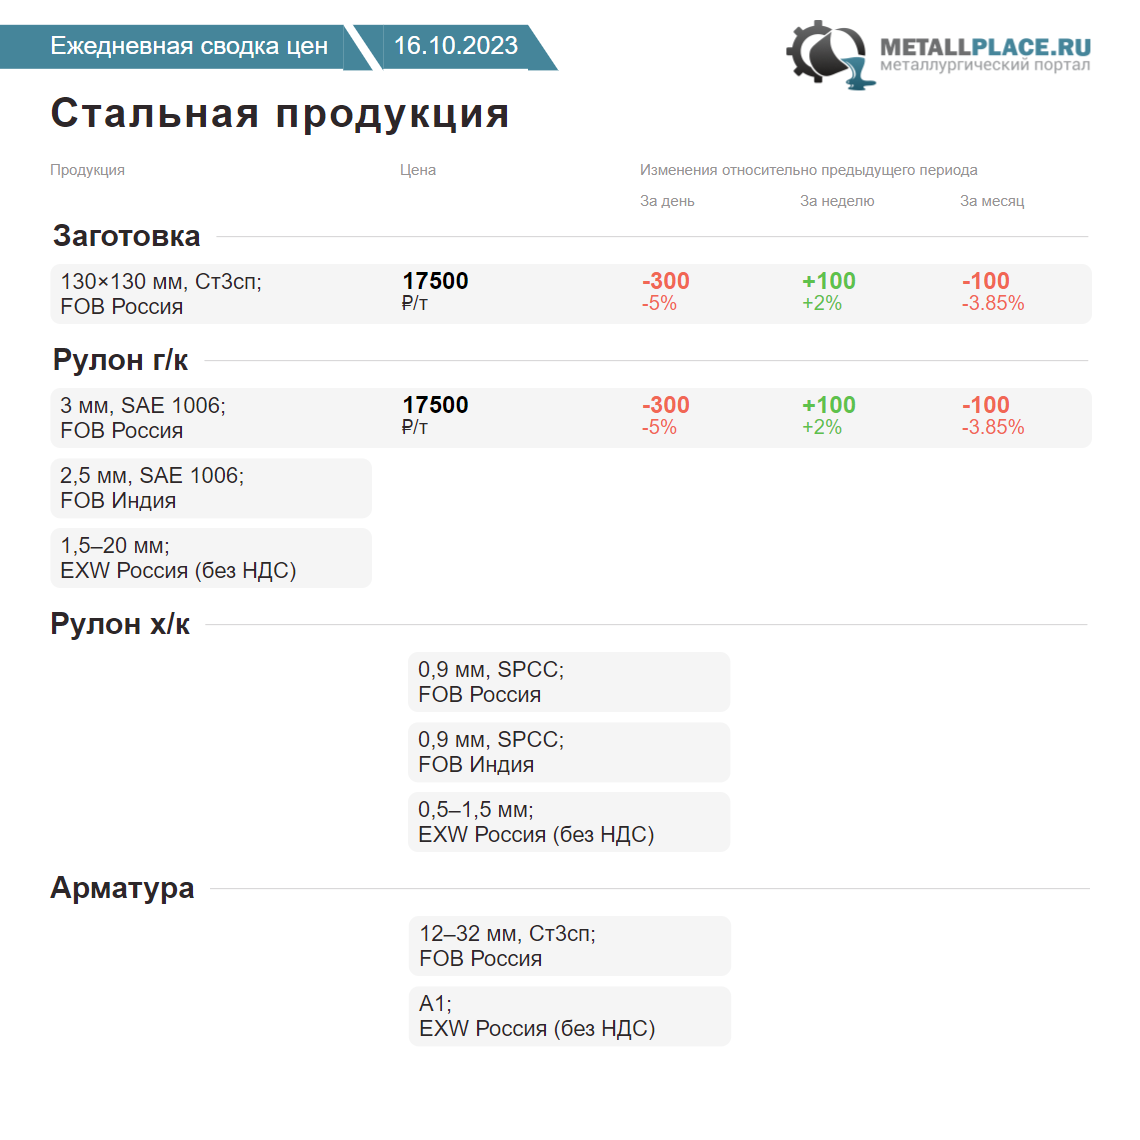 Ежедневная сводка цен
16.10.2023
METALLPLACE.RU
металлургический портал
Стальная продукция
Продукция
Цена
Изменения относительно предыдущего периода
За день
За неделю
За месяц
Заготовка
130×130 мм, Ст3сп;
FOB Россия
17500
₽/т
-300
-5%
+100
+2%
-100
-3.85%
Рулон г/к
3 мм, SAE 1006;
FOB Россия
17500
₽/т
-300
-5%
+100
+2%
-100
-3.85%
2,5 мм, SAE 1006;
FOB Индия
1,5–20 мм;
EXW Россия (без НДС)
Рулон х/к
0,9 мм, SPCC;
FOB Россия
0,9 мм, SPCC;
FOB Индия
0,5–1,5 мм;
EXW Россия (без НДС)
Арматура
12–32 мм, Ст3сп;
FOB Россия
А1;
EXW Россия (без НДС)